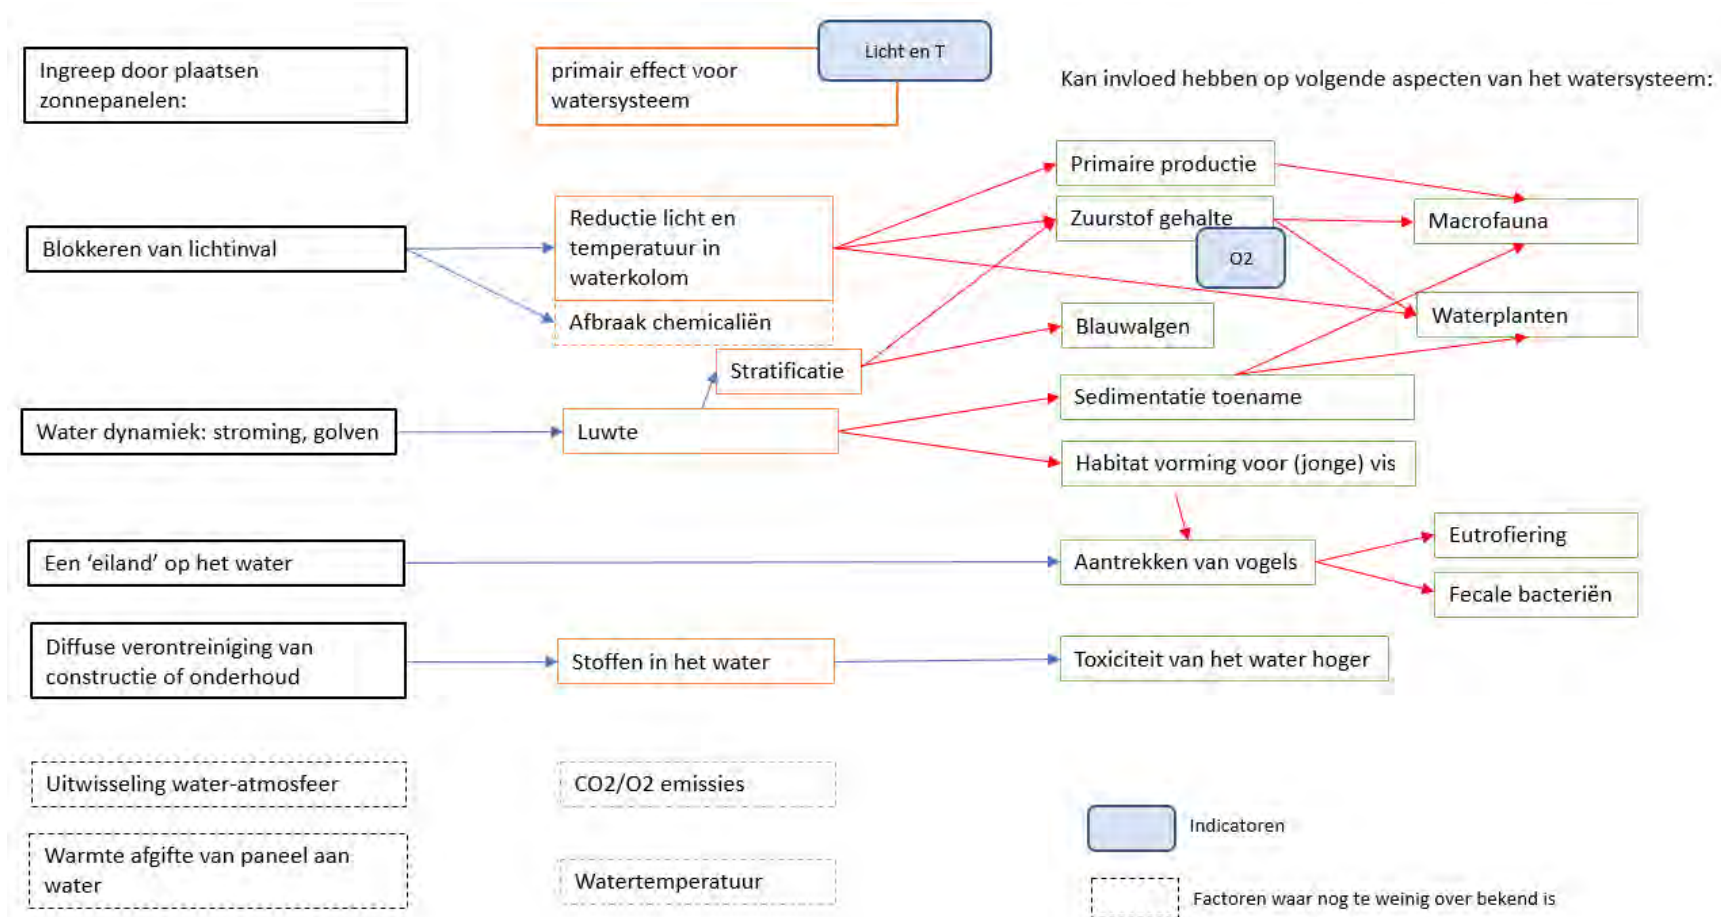 Ingreep door plaatsen
zonnepanelen:
primair effect voor
watersysteem
Licht en T
Kan invloed hebben op volgende aspecten van het watersysteem:
Blokkeren van lichtinval
Reductie licht en
temperatuur in
waterkolom
Afbraak chemicaliën
Primaire productie
Zuurstof gehalte
O2
Macrofauna
Waterplanten
Blauwalgen
Stratificatie
Water dynamiek: stroming, golven
Luwte
Sedimentatie toename
Habitat vorming voor (jonge) vis
Een ‘eiland’ op het water
Aantrekken van vogels
Eutrofiering
Fecale bacteriën
Diffuse verontreiniging van
constructie of onderhoud
Stoffen in het water
Toxiciteit van het water hoger
Uitwisseling water-atmosfeer
CO2/O2 emissies
Indicatoren
Warmte afgifte van paneel aan
water
Watertemperatuur
Factoren waar nog te weinig over bekend is